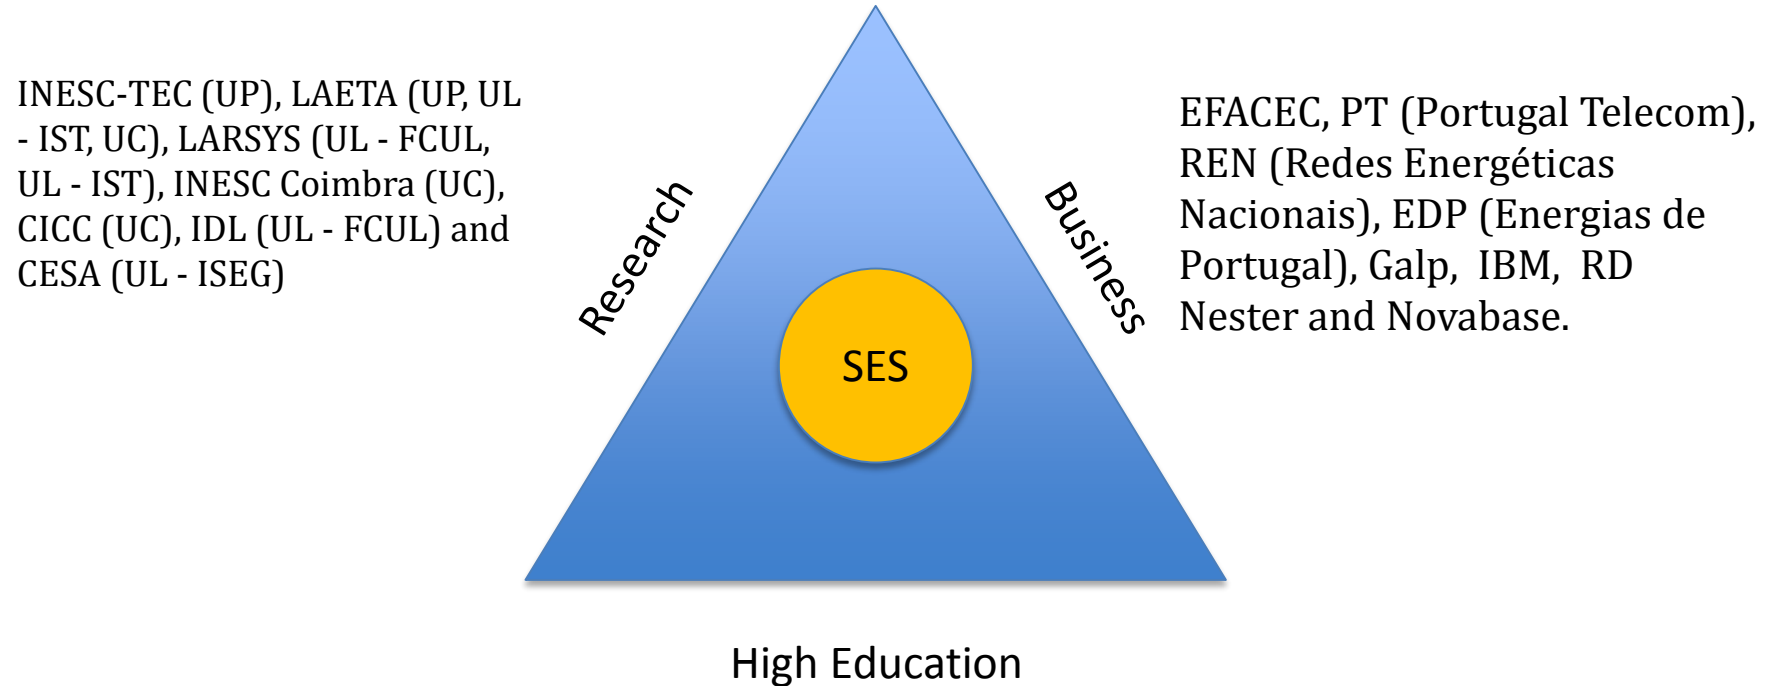 INESC-TEC (UP), LAETA (UP, UL
- IST, UC), LARSYS (UL - FCUL,
UL - IST), INESC Coimbra (UC),
CICC (UC), IDL (UL - FCUL) and
CESA (UL - ISEG)
Research
Business
EFACEC, PT (Portugal Telecom),
REN (Redes Energéticas
Nacionais), EDP (Energias de
Portugal), Galp, IBM, RD
Nester and Novabase.
SES
High Education